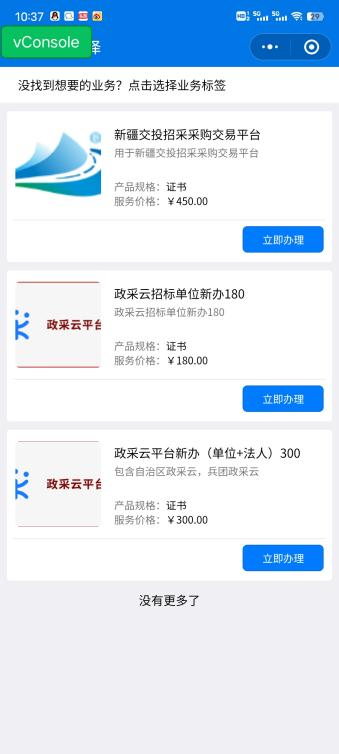 10:37
HD
5G
5G
29
vConsole
择
没找到想要的业务？点击选择业务标签
新疆交投招采采购交易平台
用于新疆交投招采采购交易平台
产品规格：证书
服务价格：￥450.00
立即办理
政采云平台
政采云招标单位新办180
政采云招标单位新办180
产品规格：证书
服务价格：￥180.00
立即办理
政采云平台
政采云平台新办（单位+法人）300
包含自治区政采云，兵团政采云
产品规格：证书
服务价格：￥300.00
立即办理
没有更多了